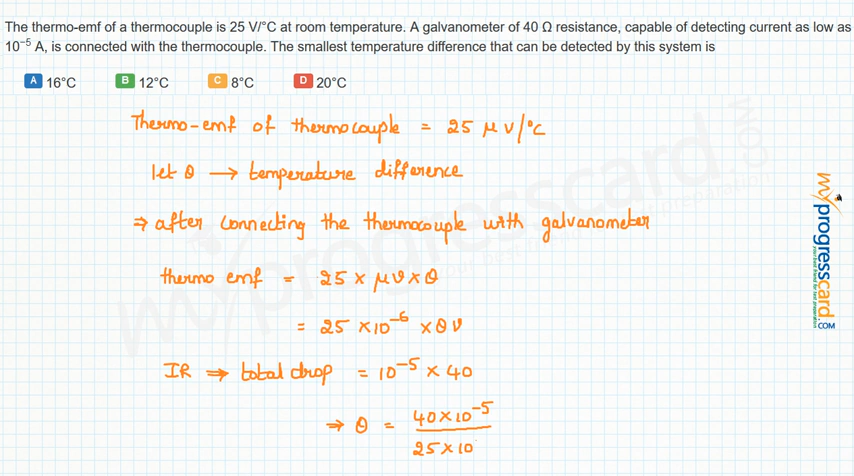 The thermo-emf of a thermocouple is 25 V/°C at room temperature. A galvanometer of 40 Ω resistance, capable of detecting current as low as
10⁻⁵ A, is connected with the thermocouple. The smallest temperature difference that can be detected by this system is
A 16°C B 12°C C 8°C D 20°C
Thermo-emf of thermocouple = 25 μv/°C
let θ → temperature difference
⇒ after connecting the thermocouple with galvanometer
thermo emf = 25 × μv × θ
= 25 × 10⁻⁶ × θ v
IR ⇒ total drop = 10⁻⁵ × 40
⇒ θ = 40 × 10⁻⁵
25 × 10
myprogresscard
.COM